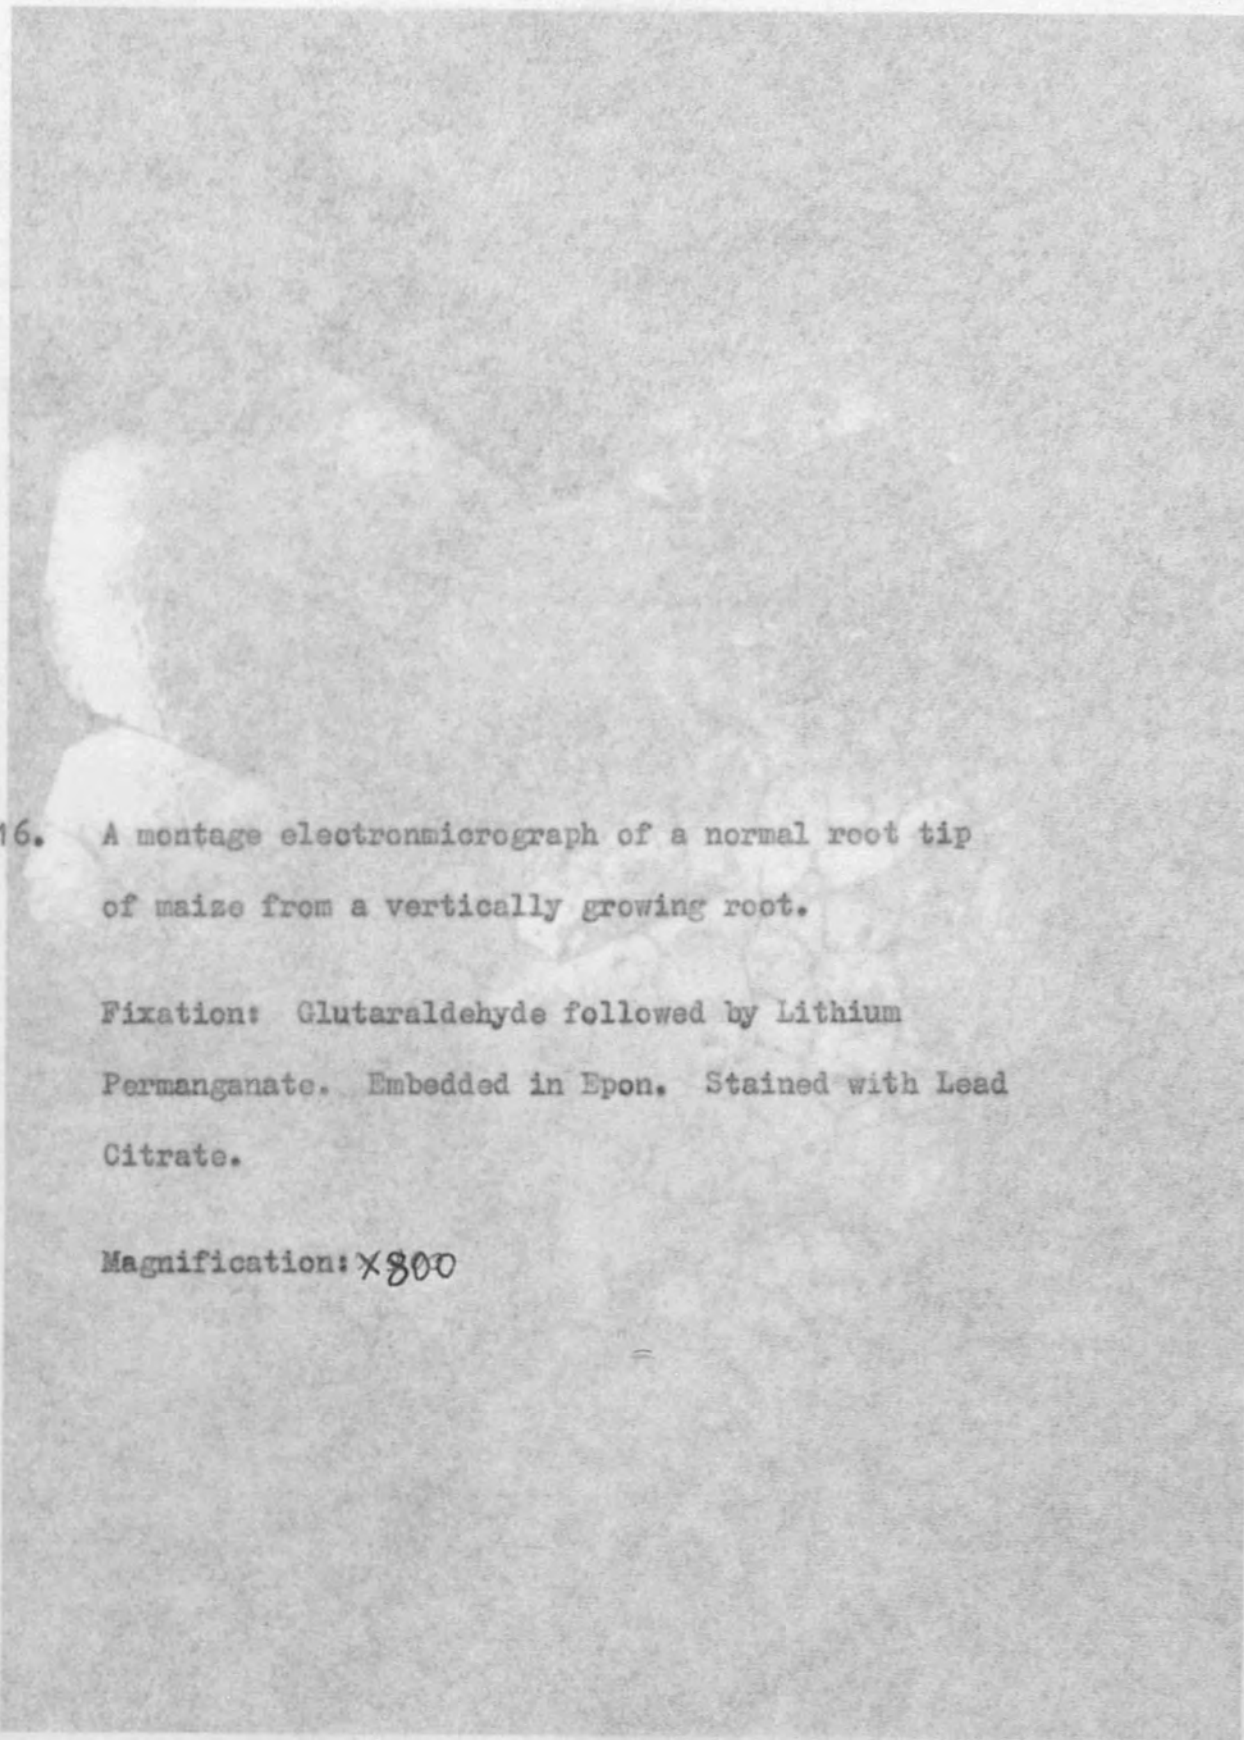 16. A montage electronmicrograph of a normal root tip
of maize from a vertically growing root.
Fixation: Glutaraldehyde followed by Lithium
Permanganate. Embedded in Epon. Stained with Lead
Citrate.
Magnification: X800